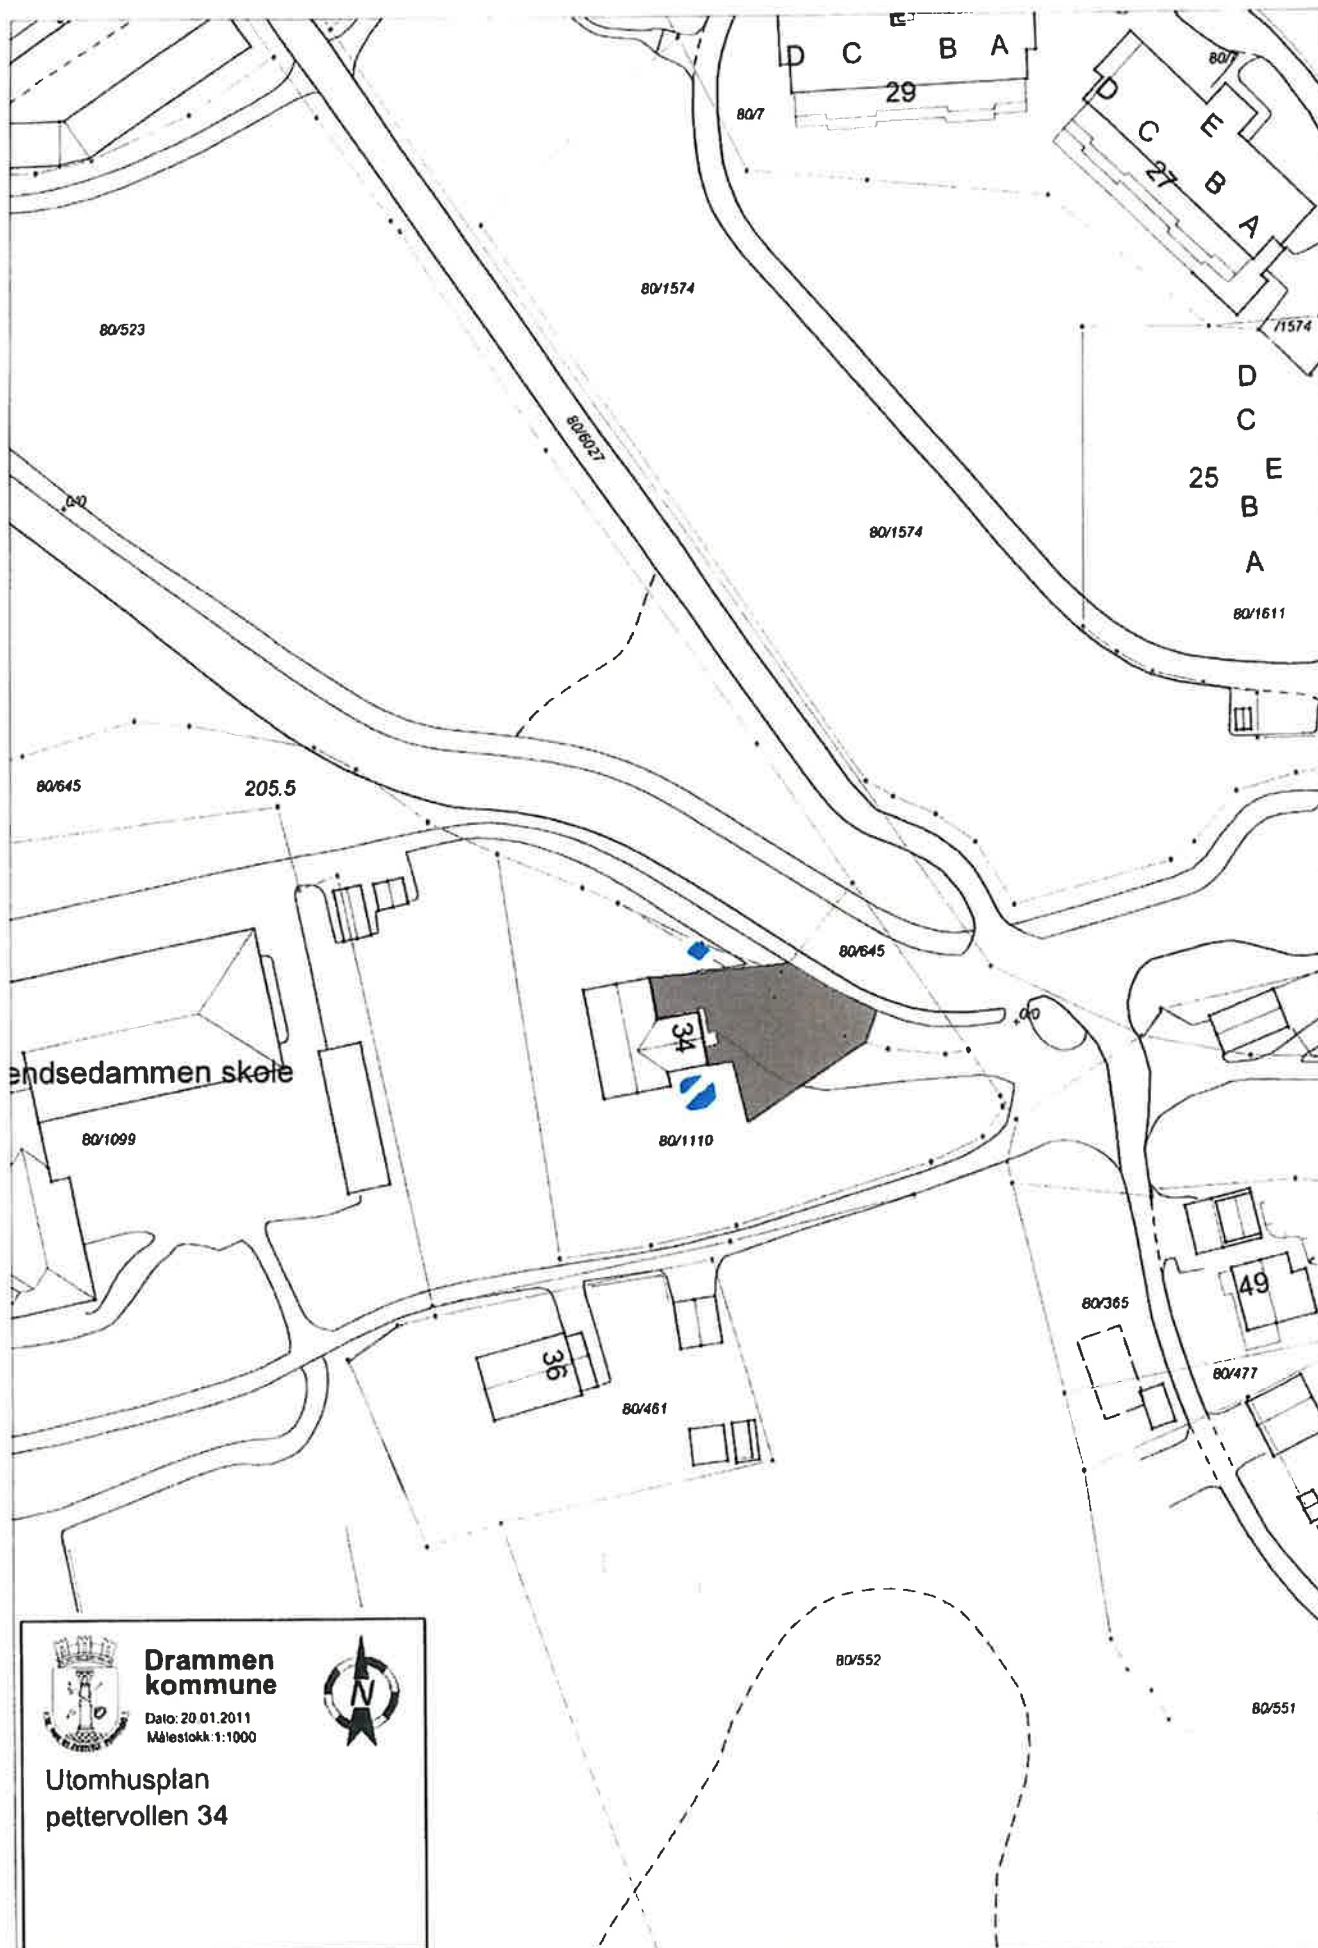 D C B A
29
80/7
D C E B A
27
80/1574
80/523
/1574
D
C
80/6027
25 E
B
0/0
80/1574
A
80/1611
80/645
205.5
80/645
34
0/0
endsedammen skole
80/1099
80/1110
49
80/365
36
80/477
80/461
80/552
80/551
Drammen
kommune
N
Dato: 20.01.2011
Målestokk:1:1000
Utomhusplan
pettervollen 34